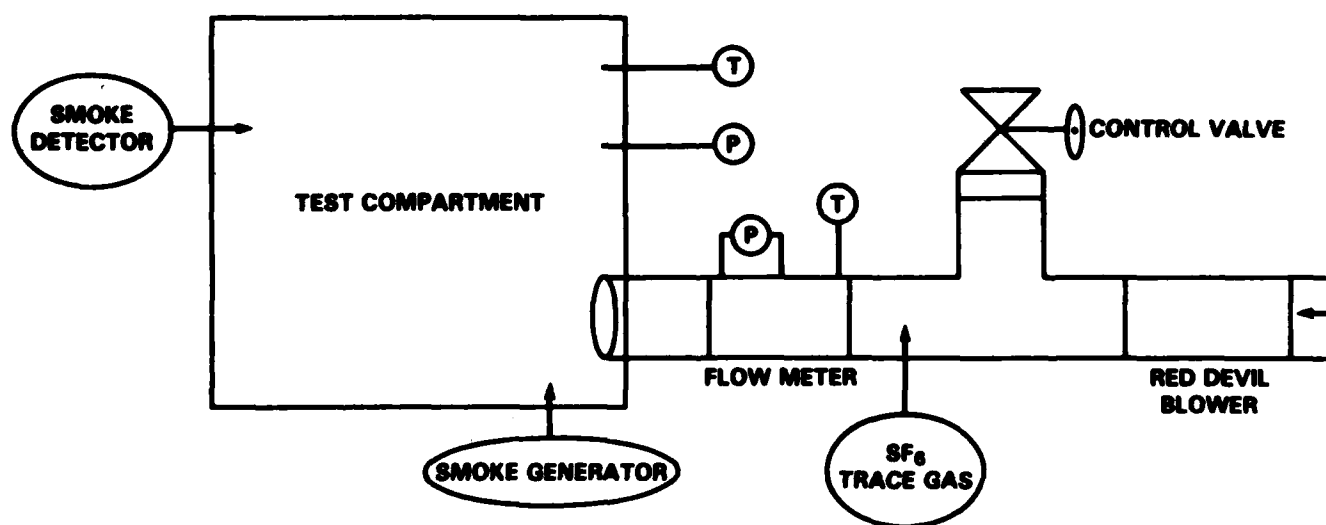 T
SMOKE
DETECTOR
P
CONTROL VALVE
TEST COMPARTMENT
T
P
FLOW METER
RED DEVIL
BLOWER
SMOKE GENERATOR
SF₆
TRACE GAS